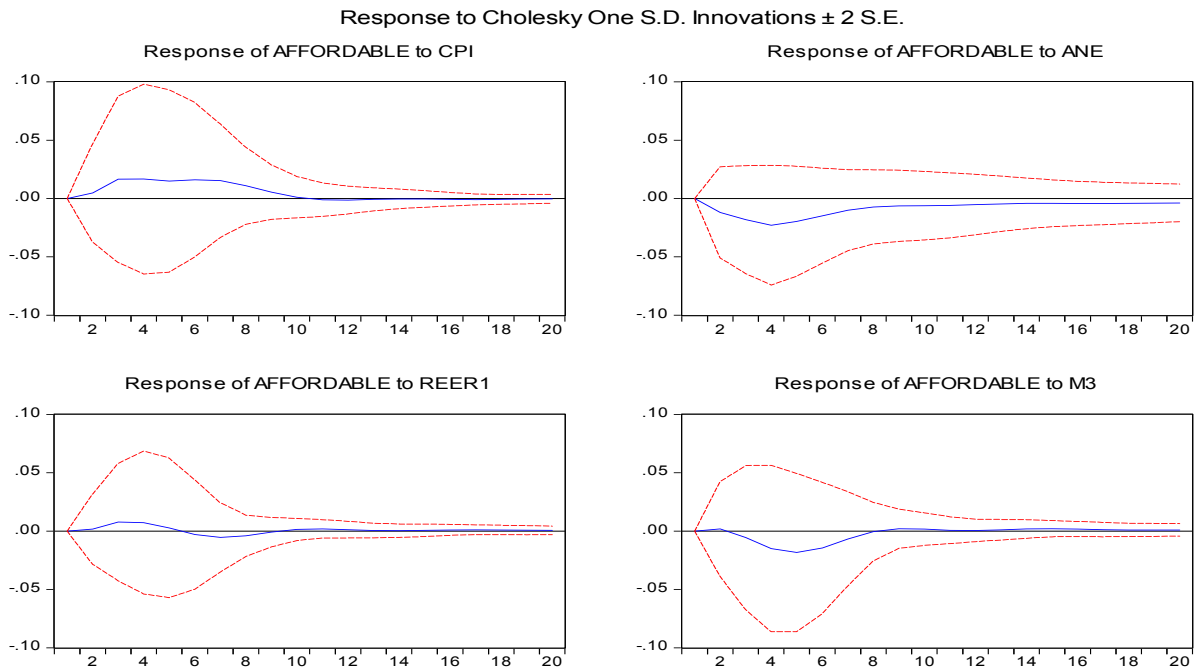 Response to Cholesky One S.D. Innovations ± 2 S.E.
Response of AFFORDABLE to CPI
.10
.05
.00
-.05
-.10
2 4 6 8 10 12 14 16 18 20
Response of AFFORDABLE to ANE
.10
.05
.00
-.05
-.10
2 4 6 8 10 12 14 16 18 20
Response of AFFORDABLE to REER1
.10
.05
.00
-.05
-.10
2 4 6 8 10 12 14 16 18 20
Response of AFFORDABLE to M3
.10
.05
.00
-.05
-.10
2 4 6 8 10 12 14 16 18 20